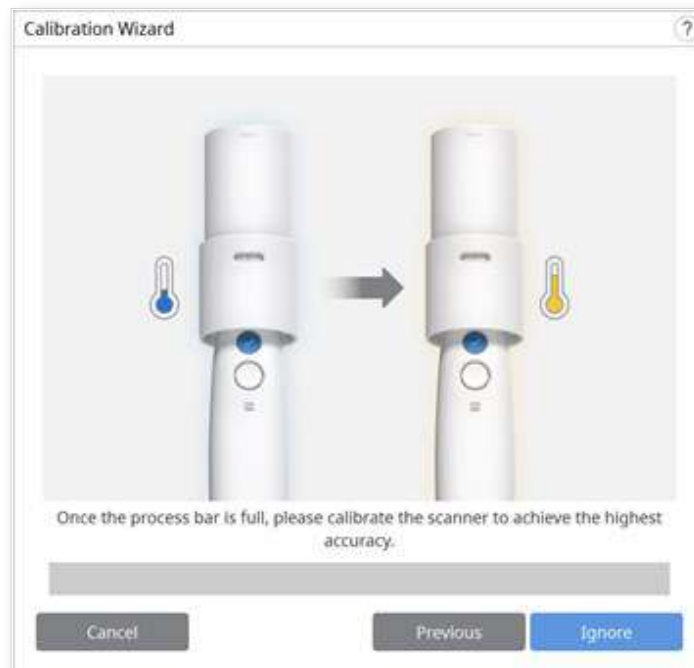 Calibration Wizard
?
Once the process bar is full, please calibrate the scanner to achieve the highest
accuracy.
Cancel
Previous
Ignore